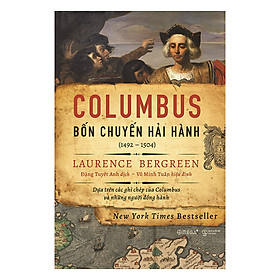 COLUMBUS
BỐN CHUYẾN HẢI HÀNH
(1492 – 1504)
LAURENCE BERGREEN
Đặng Tuyết Anh dịch – Vũ Minh Tuấn hiệu đính
Dựa trên các ghi chép của Columbus
và những người đồng hành
New York Times Bestseller